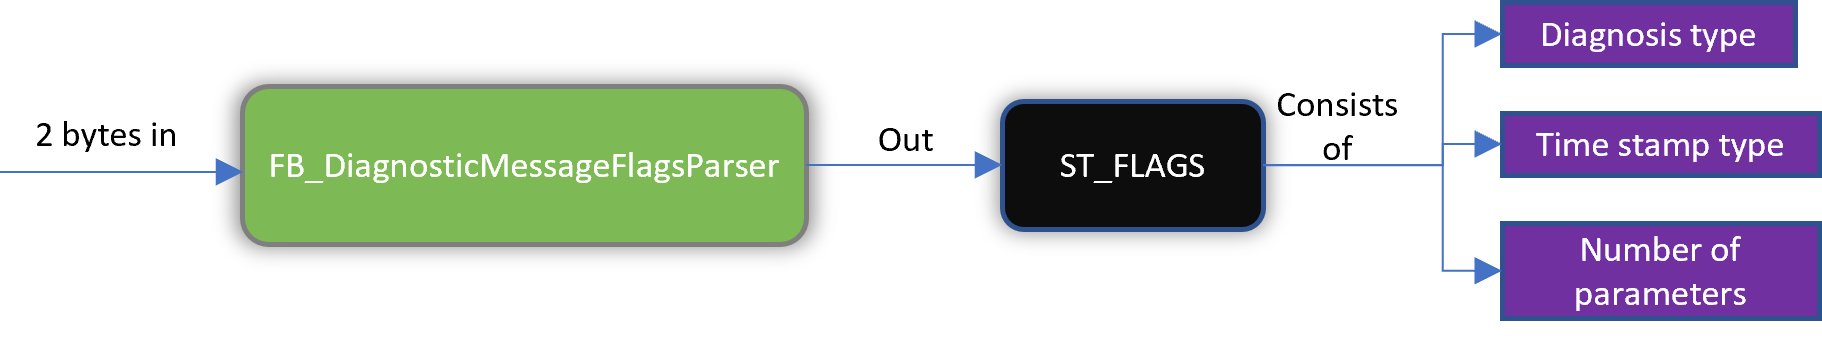 2 bytes in
FB_DiagnosticMessageFlagsParser
Out
ST_FLAGS
Consists
of
Diagnosis type
Time stamp type
Number of
parameters